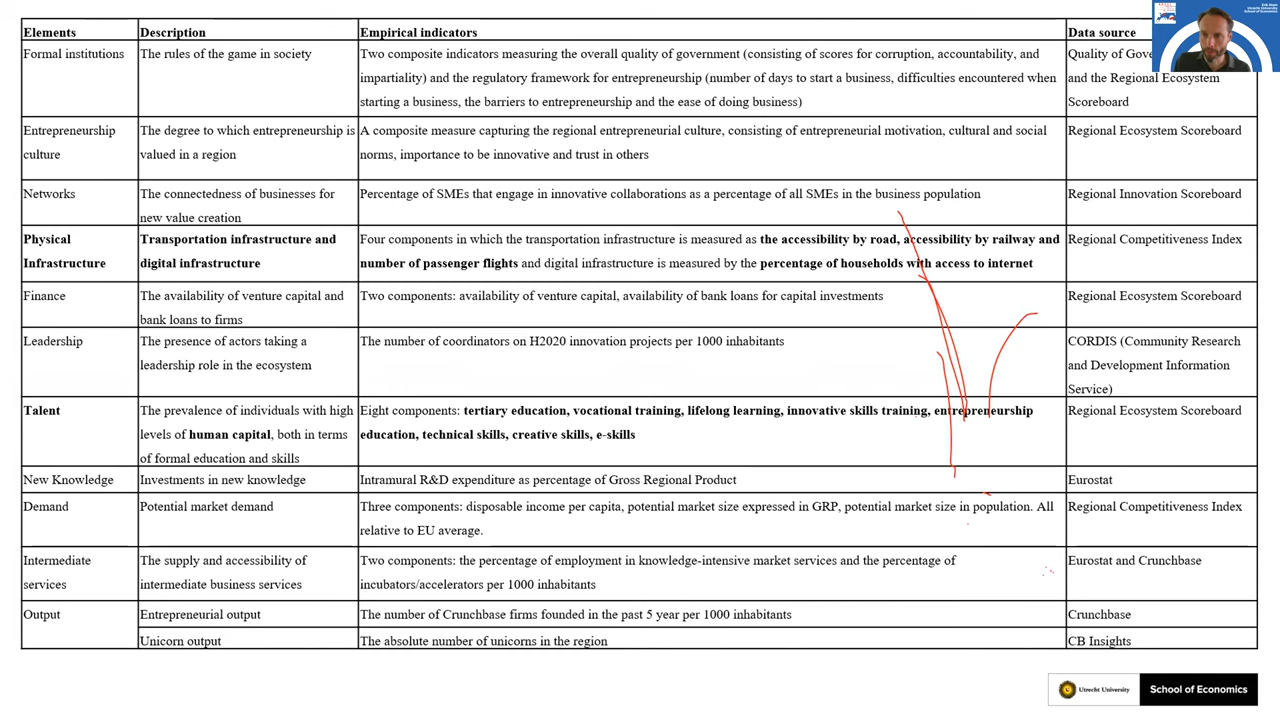 Elements Description Empirical indicators Data source
Formal institutions The rules of the game in society Two composite indicators measuring the overall quality of government (consisting of scores for corruption, accountability, and Quality of
impartiality) and the regulatory framework for entrepreneurship (number of days to start a business, difficulties encountered when and the Regional Ecosystem
starting a business, the barriers to entrepreneurship and the ease of doing business) Scoreboard
Entrepreneurship The degree to which entrepreneurship is A composite measure capturing the regional entrepreneurial culture, consisting of entrepreneurial motivation, cultural and social Regional Ecosystem Scoreboard
culture valued in a region norms, importance to be innovative and trust in others
Networks The connectedness of businesses for Percentage of SMEs that engage in innovative collaborations as a percentage of all SMEs in the business population Regional Innovation Scoreboard
new value creation
Physical Transportation infrastructure and Four components in which the transportation infrastructure is measured as the accessibility by road, accessibility by railway and Regional Competitiveness Index
Infrastructure digital infrastructure number of passenger flights and digital infrastructure is measured by the percentage of households with access to internet
Finance The availability of venture capital and Two components: availability of venture capital, availability of bank loans for capital investments Regional Ecosystem Scoreboard
bank loans to firms
Leadership The presence of actors taking a The number of coordinators on H2020 innovation projects per 1000 inhabitants CORDIS (Community Research
leadership role in the ecosystem and Development Information
Service)
Talent The prevalence of individuals with high Eight components: tertiary education, vocational training, lifelong learning, innovative skills training, entrepreneurship Regional Ecosystem Scoreboard
levels of human capital, both in terms education, technical skills, creative skills, e-skills
of formal education and skills
New Knowledge Investments in new knowledge Intramural R&D expenditure as percentage of Gross Regional Product Eurostat
Demand Potential market demand Three components: disposable income per capita, potential market size expressed in GRP, potential market size in population. All Regional Competitiveness Index
relative to EU average.
Intermediate The supply and accessibility of Two components: the percentage of employment in knowledge-intensive market services and the percentage of Eurostat and Crunchbase
services intermediate business services incubators/accelerators per 1000 inhabitants
Output Entrepreneurial output The number of Crunchbase firms founded in the past 5 year per 1000 inhabitants Crunchbase
Unicorn output The absolute number of unicorns in the region CB Insights
Utrecht University School of Economics
Erik Stam
Utrecht University
School of Economics